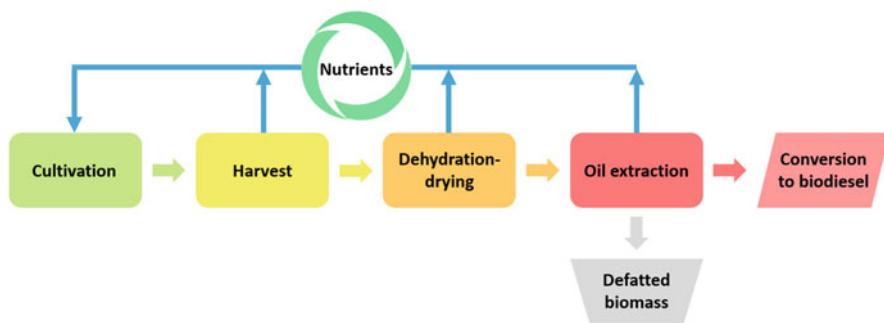 Nutrients
Cultivation
Harvest
Dehydration-
drying
Oil extraction
Conversion
to biodiesel
Defatted
biomass